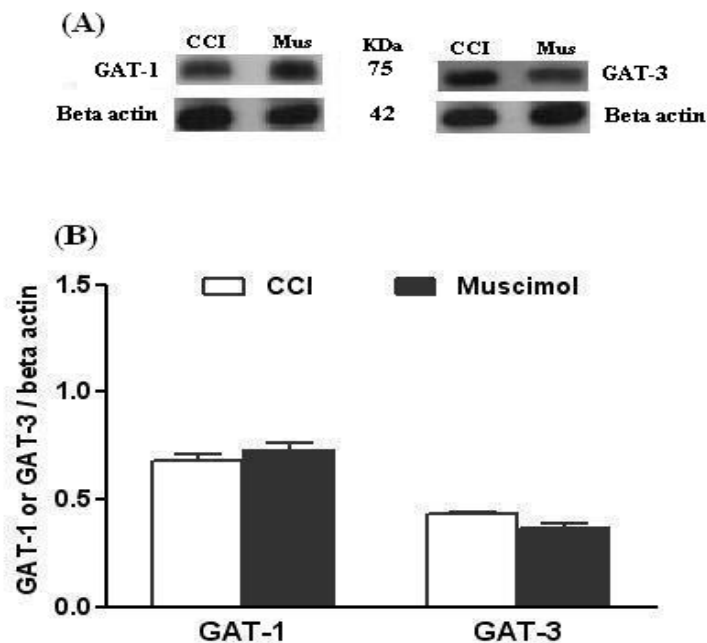 (A)
CCI Mus KDa CCI Mus
GAT-1 75 GAT-3
Beta actin 42 Beta actin
(B)
CCI Muscimol
GAT-1 or GAT-3 / beta actin
1.5
1.0
0.5
0.0
GAT-1 GAT-3